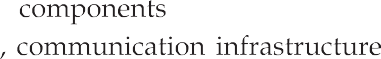 components
, communication infrastructure